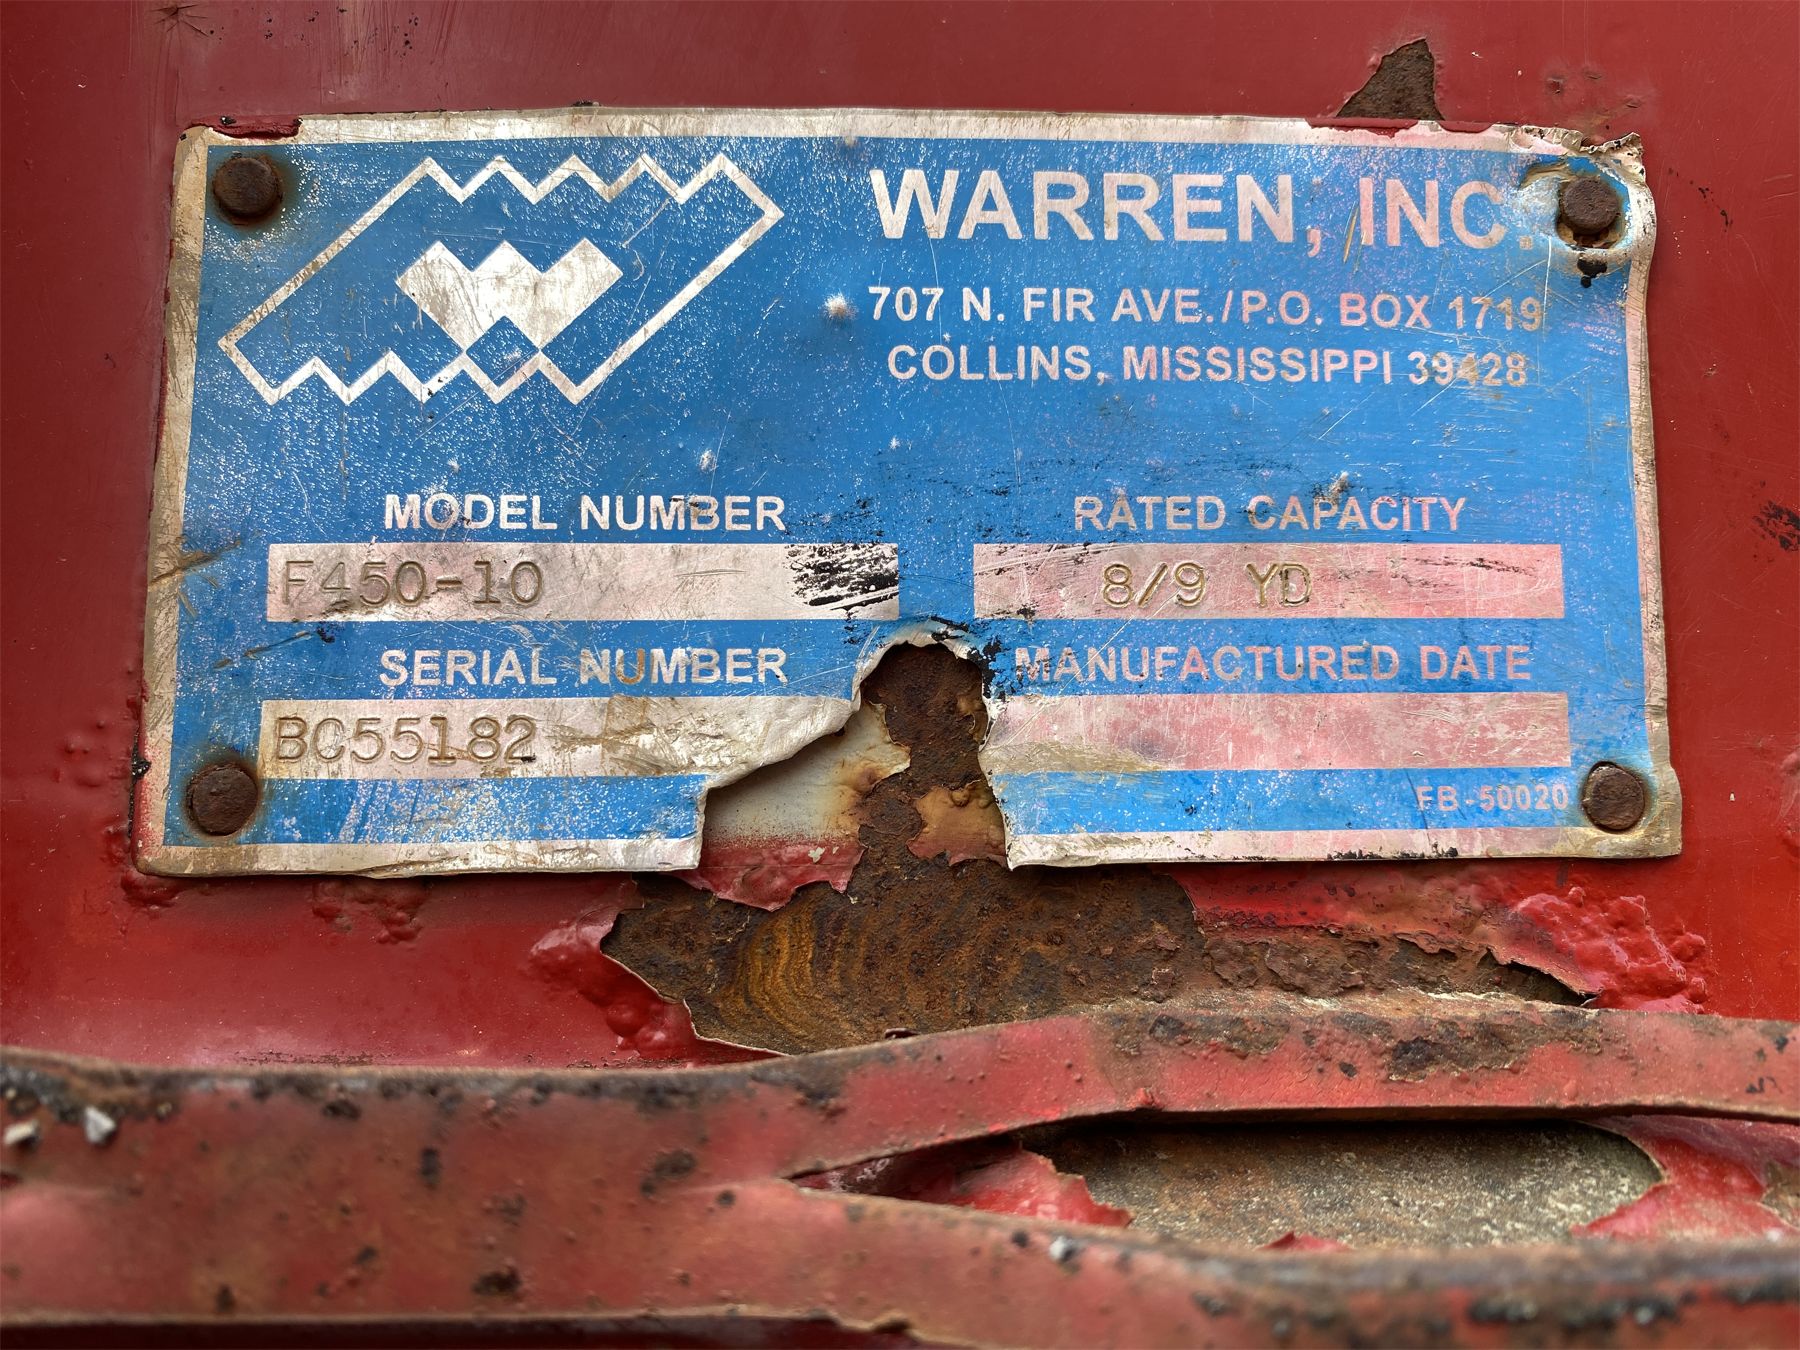 WARREN, INC.
707 N. FIR AVE./P.O. BOX 1719
COLLINS, MISSISSIPPI 39428
MODEL NUMBER
F450-10
RATED CAPACITY
8/9 YD
SERIAL NUMBER
BC55182
MANUFACTURED DATE
FB-50020